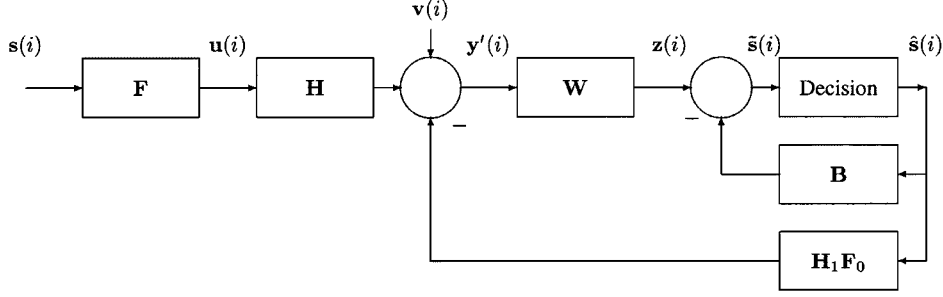 v(i)
s(i) u(i) y′(i) z(i) s̃(i) ŝ(i)
F H W Decision
−
−
B
H₁F₀